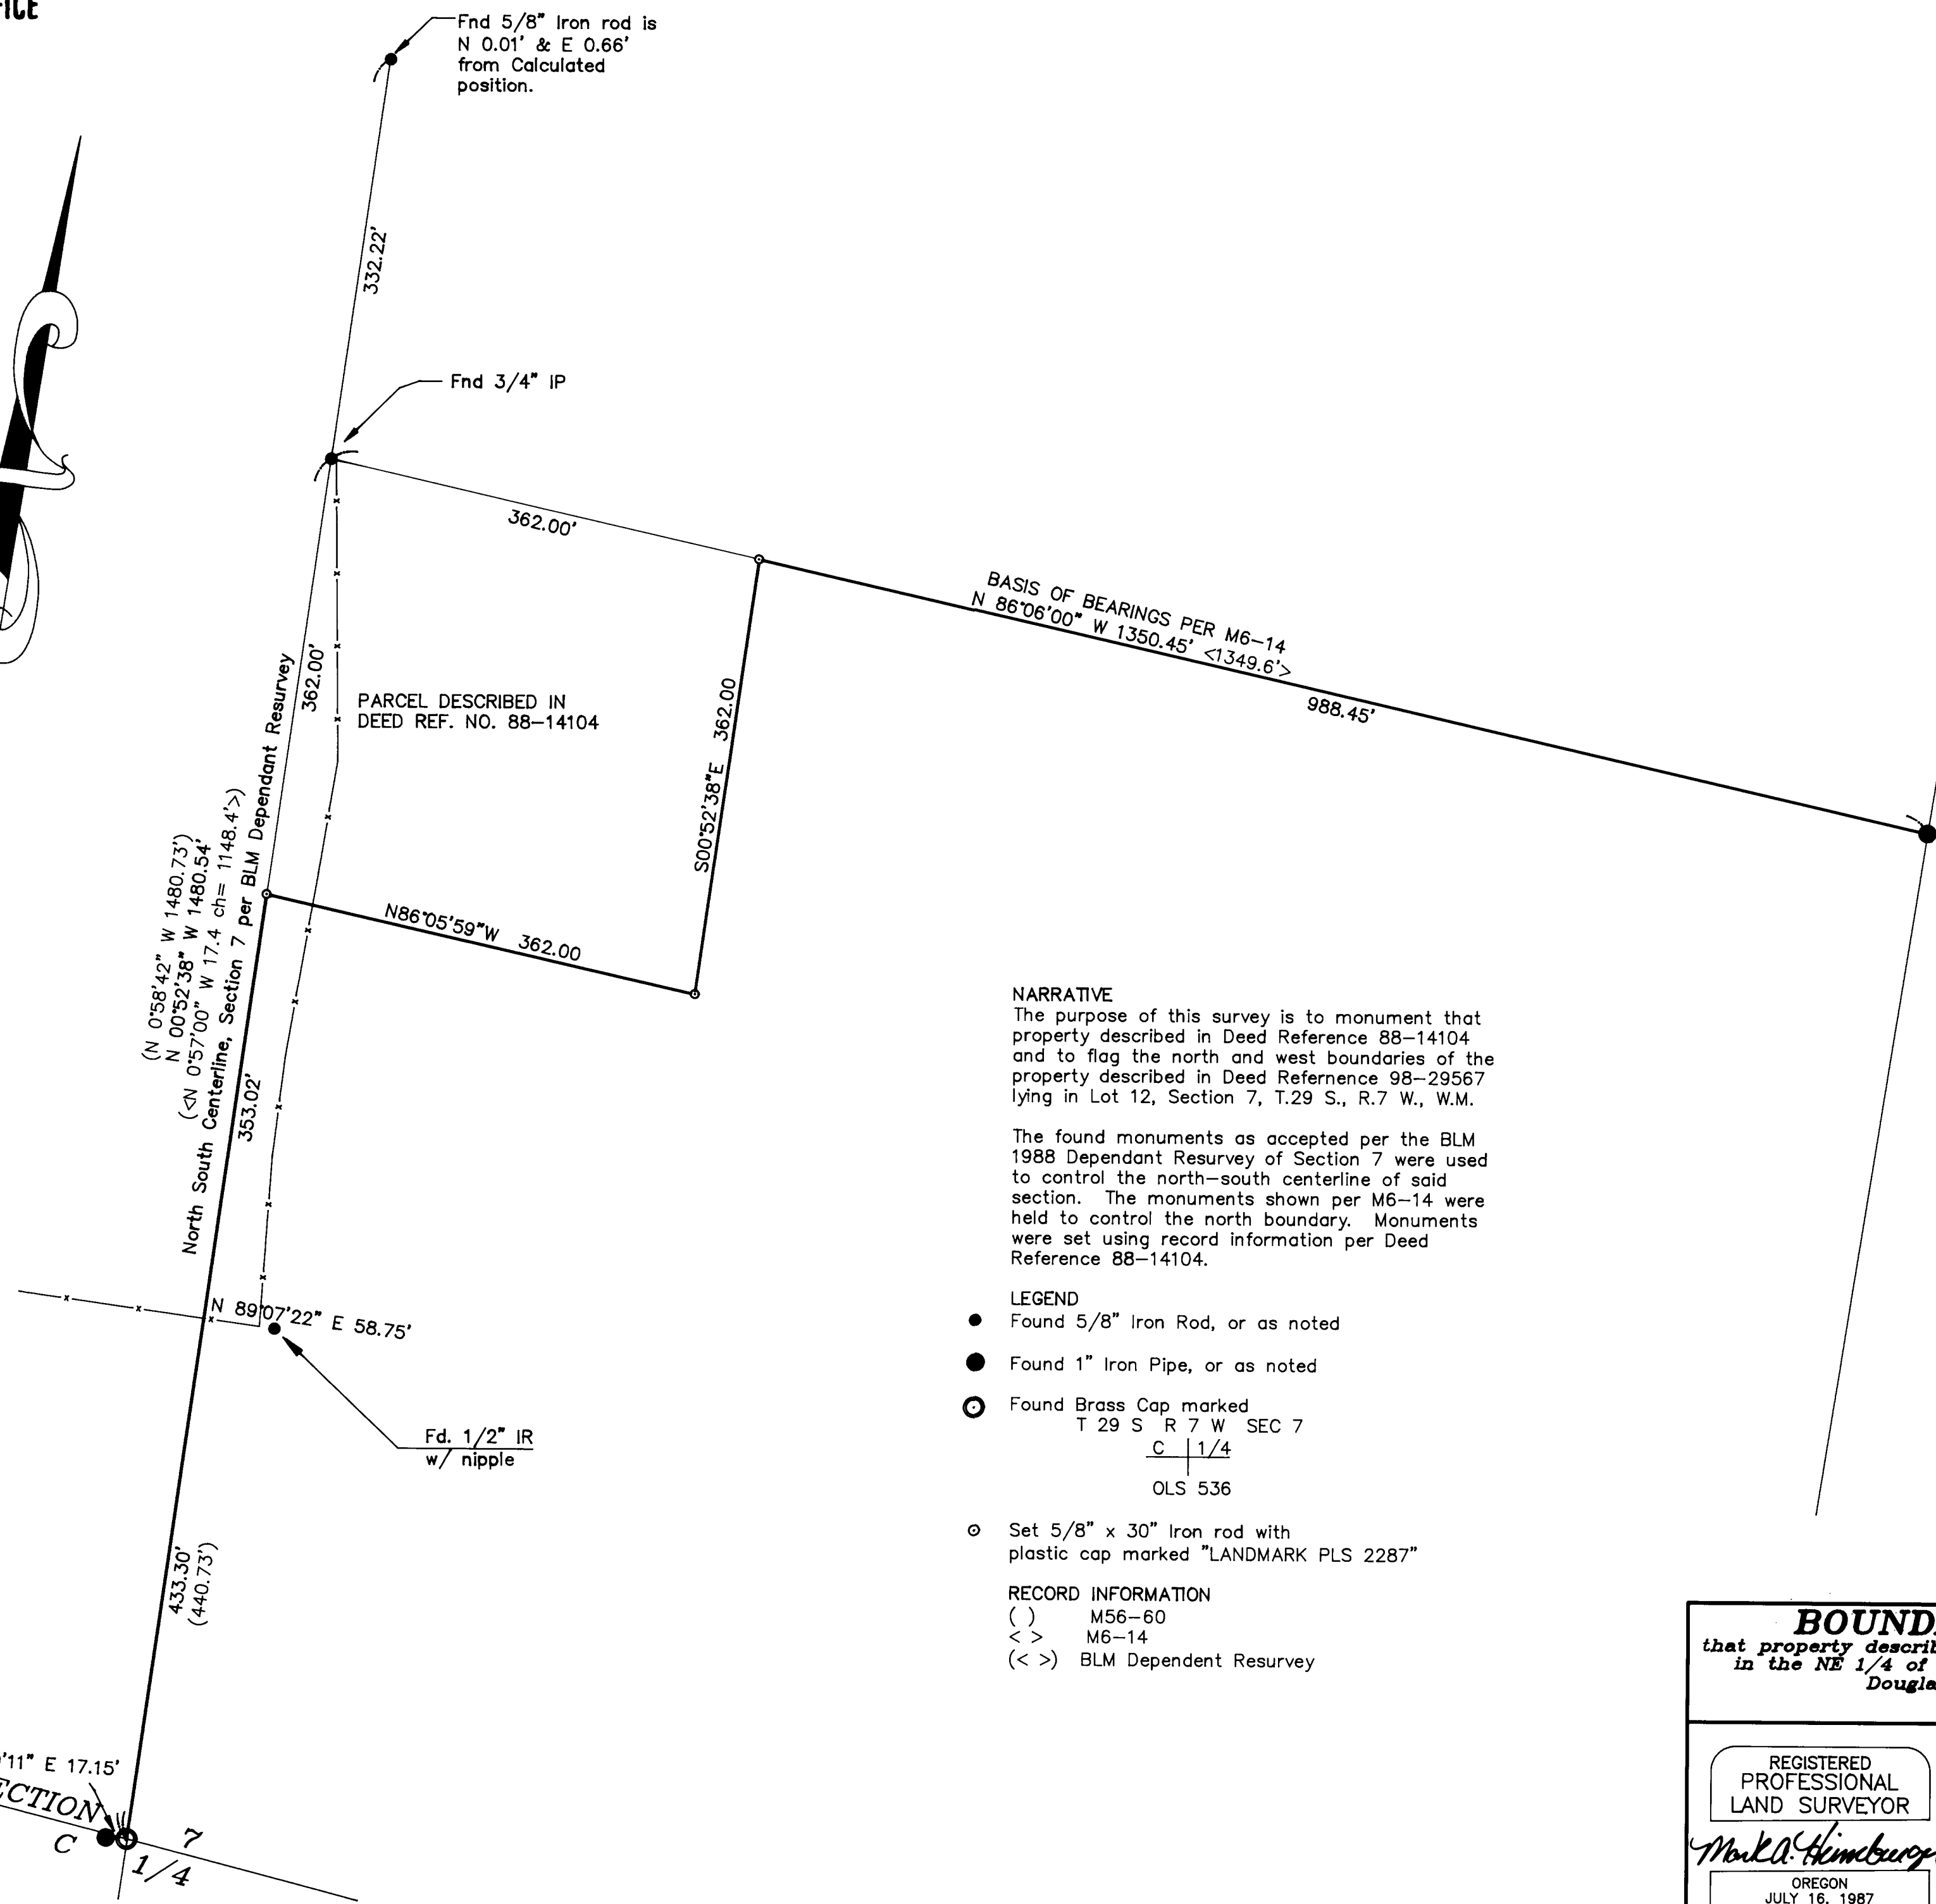 Fnd 5/8" Iron rod is
N 0.01' & E 0.66'
from Calculated
position.
332.22'
Fnd 3/4" IP
362.00'
BASIS OF BEARINGS PER M6-14
N 86°06'00" W 1350.45' <1349.6'>
988.45'
362.00'
PARCEL DESCRIBED IN
DEED REF. NO. 88-14104
S00°52'38"E 362.00
N86°05'59"W 362.00
(N 0°58'42" W 1480.73')
N 00°52'38" W 1480.54'
(<N 0°57'00" W 17.4 ch= 1148.4'>)
North South Centerline, Section 7 per BLM Dependant Resurvey
353.02'
N 89°07'22" E 58.75'
Fd. 1/2" IR
w/ nipple
433.30'
(440.73')
'11" E 17.15'
C
7
1/4
NARRATIVE
The purpose of this survey is to monument that
property described in Deed Reference 88-14104
and to flag the north and west boundaries of the
property described in Deed Refernence 98-29567
lying in Lot 12, Section 7, T.29 S., R.7 W., W.M.
The found monuments as accepted per the BLM
1988 Dependant Resurvey of Section 7 were used
to control the north-south centerline of said
section. The monuments shown per M6-14 were
held to control the north boundary. Monuments
were set using record information per Deed
Reference 88-14104.
LEGEND
Found 5/8" Iron Rod, or as noted
Found 1" Iron Pipe, or as noted
Found Brass Cap marked
T 29 S R 7 W SEC 7
C 1/4
OLS 536
Set 5/8" x 30" Iron rod with
plastic cap marked "LANDMARK PLS 2287"
RECORD INFORMATION
( ) M56-60
< > M6-14
(< >) BLM Dependent Resurvey
that property
in the NE 1/4 of
REGISTERED
PROFESSIONAL
LAND SURVEYOR
Mark A.
OREGON
JULY 16, 1987